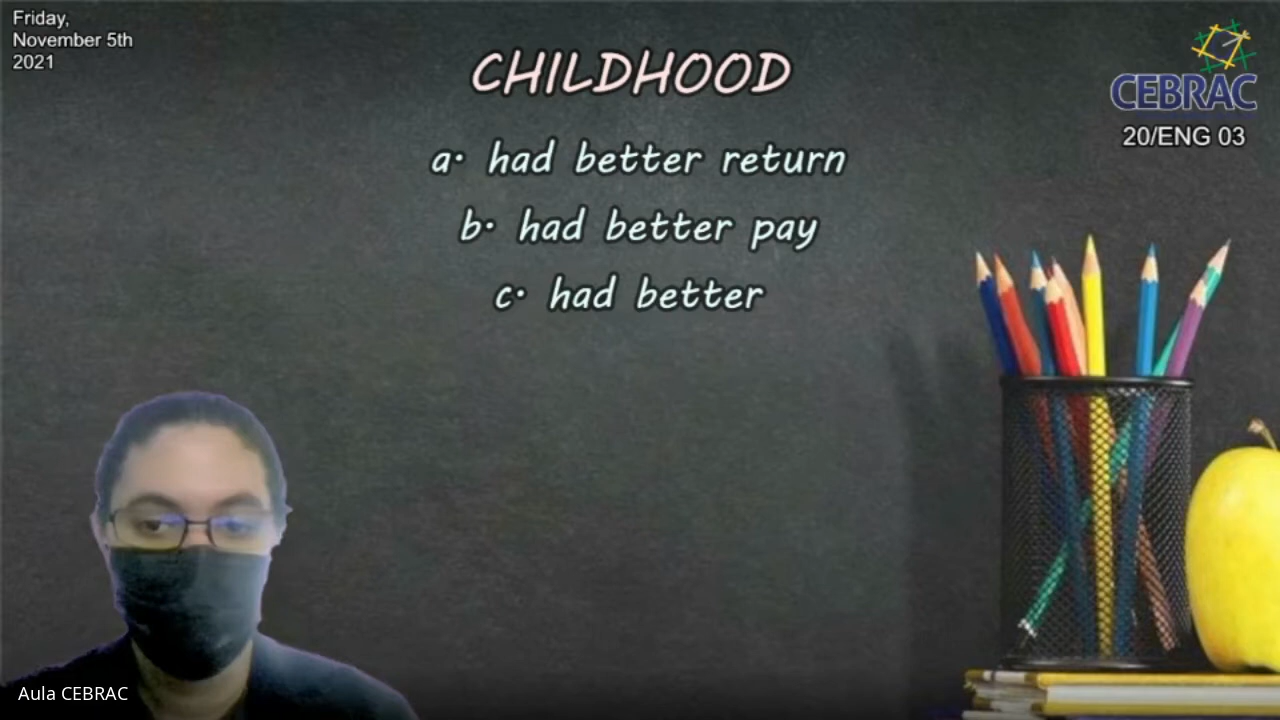 Friday,
November 5th
2021
CHILDHOOD
CEBRAC
20/ENG 03
a. had better return
b. had better pay
c. had better
Aula CEBRAC